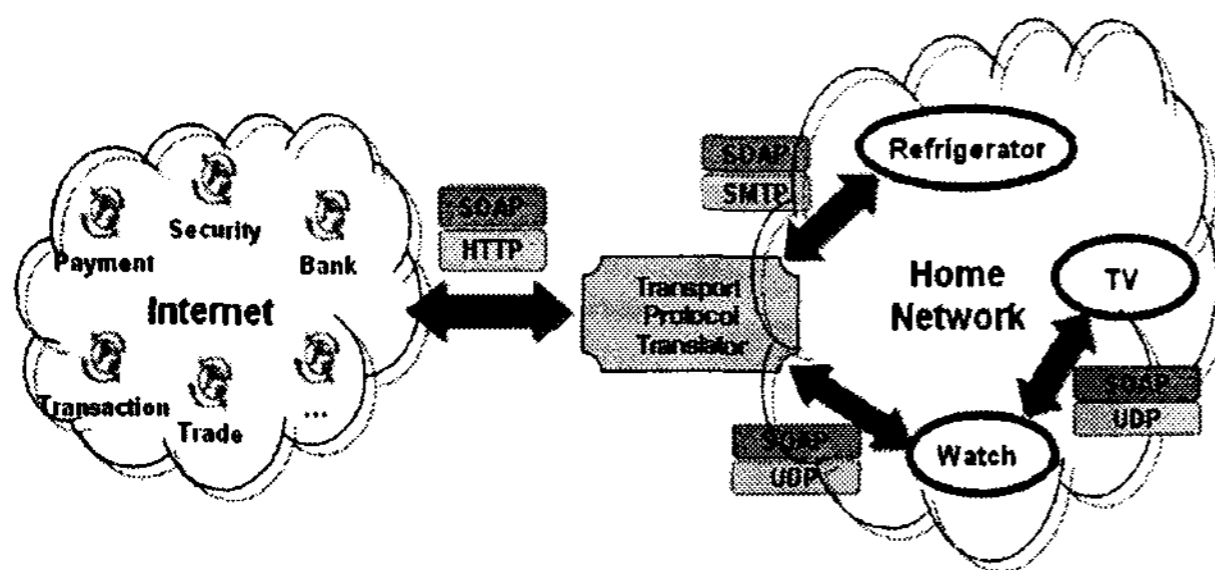 Payment
Security
Bank
Internet
Transaction
Trade
...
SOAP
HTTP
Transport
Protocol
Translator
SOAP
SMTP
Refrigerator
Home
Network
TV
SOAP
UDP
Watch
SOAP
UDP